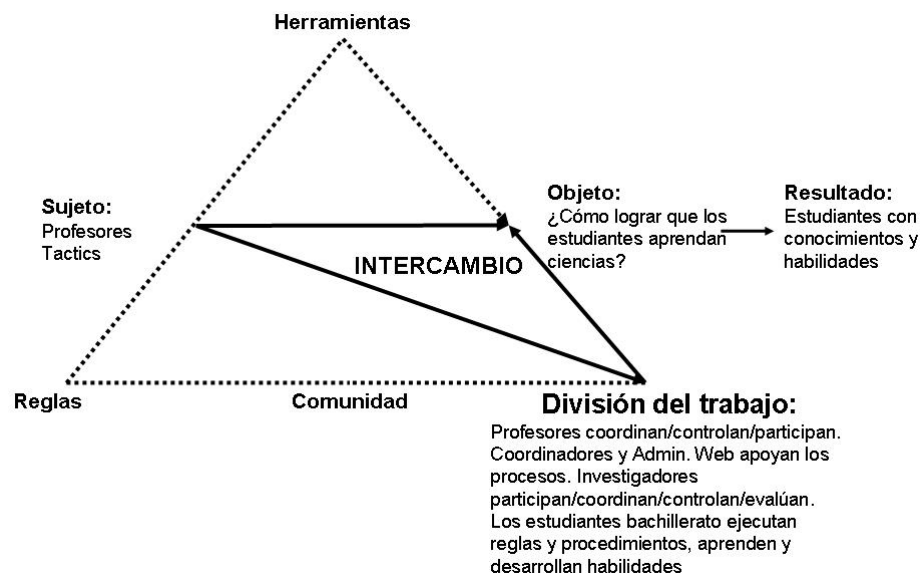 Herramientas
Sujeto:
Profesores
Tactics
Objeto:
¿Cómo lograr que los
estudiantes aprendan
ciencias?
Resultado:
Estudiantes con
conocimientos y
habilidades
INTERCAMBIO
Reglas
Comunidad
División del trabajo:
Profesores coordinan/controlan/participan.
Coordinadores y Admin. Web apoyan los
procesos. Investigadores
participan/coordinan/controlan/evalúan.
Los estudiantes bachillerato ejecutan
reglas y procedimientos, aprenden y
desarrollan habilidades